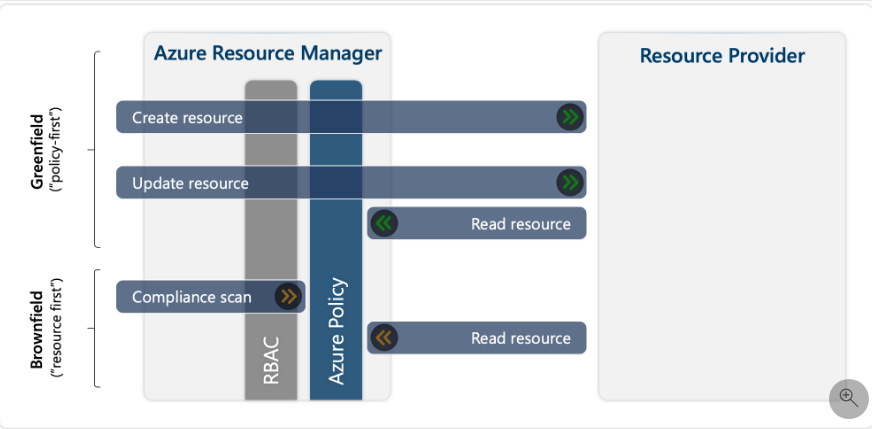 Azure Resource Manager
Resource Provider
Greenfield
("policy-first")
Create resource
Update resource
Read resource
Brownfield
("resource first")
Compliance scan
Read resource
RBAC
Azure Policy